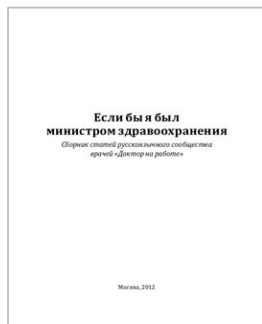 Если бы я был
министром здравоохранения
Сборник статей русскоязычного сообщества
врачей «Доктор на работе»
Москва, 2012